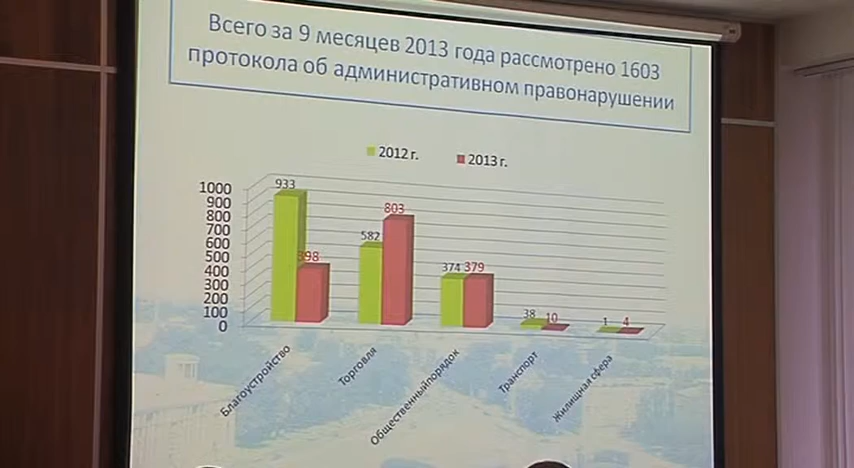 Всего за 9 месяцев 2013 года рассмотрено 1603
протокола об административном правонарушении
2012 г. 2013 г.
1000
900
800
700
600
500
400
300
200
100
0
933
398
582
803
374 379
38 10
1 4
Благоустройство
Торговля
Общественный порядок
Транспорт
Жилищная сфера